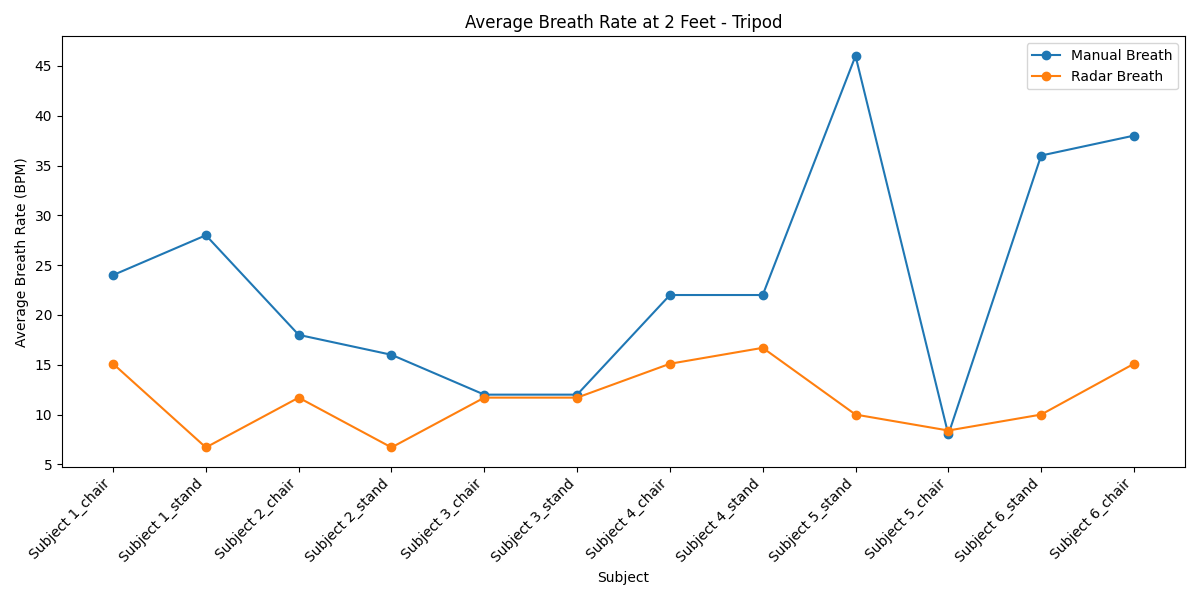 Average Breath Rate at 2 Feet - Tripod
Manual Breath
Radar Breath
Average Breath Rate (BPM)
45
40
35
30
25
20
15
10
5
Subject 1_chair
Subject 1_stand
Subject 2_chair
Subject 2_stand
Subject 3_chair
Subject 3_stand
Subject 4_chair
Subject 4_stand
Subject 5_stand
Subject 5_chair
Subject 6_stand
Subject 6_chair
Subject